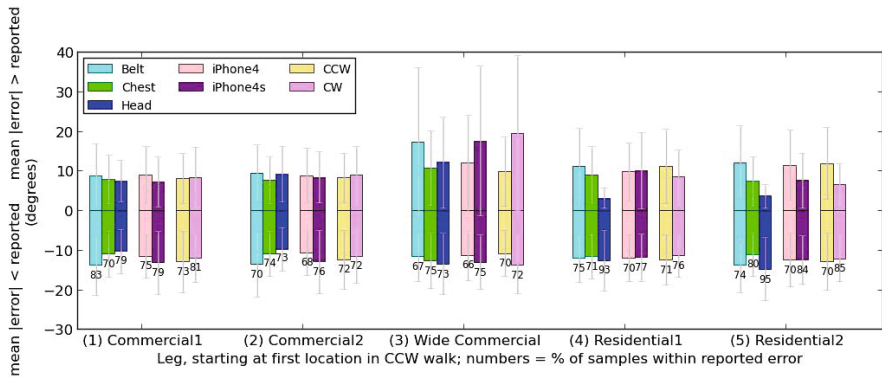 mean |error| < reported mean |error| > reported
(degrees)
40
30
20
10
0
−10
−20
−30
Belt
Chest
Head
iPhone4
iPhone4s
CCW
CW
83 70 79 75 79 73 81
70 74 73 68 76 72 72
67 75 73 66 75 70 72
75 71 93 70 77 71 76
74 80 95 70 84 70 85
(1) Commercial1 (2) Commercial2 (3) Wide Commercial (4) Residential1 (5) Residential2
Leg, starting at first location in CCW walk; numbers = % of samples within reported error